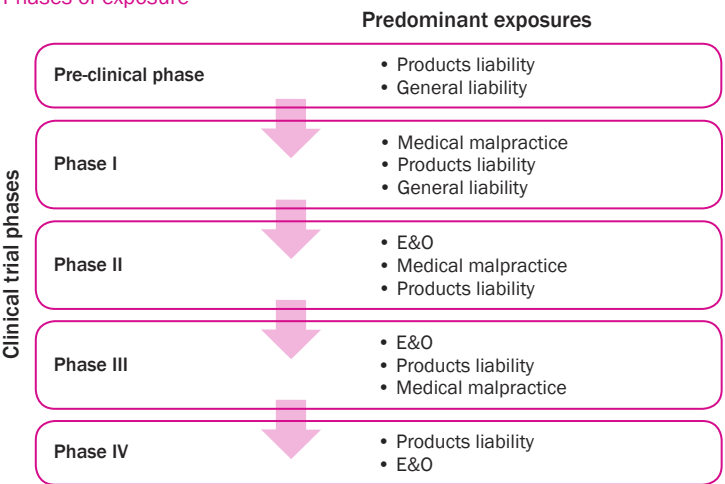 Phases of exposure
Predominant exposures
Clinical trial phases
Pre-clinical phase
• Products liability
• General liability
Phase I
• Medical malpractice
• Products liability
• General liability
Phase II
• E&O
• Medical malpractice
• Products liability
Phase III
• E&O
• Products liability
• Medical malpractice
Phase IV
• Products liability
• E&O